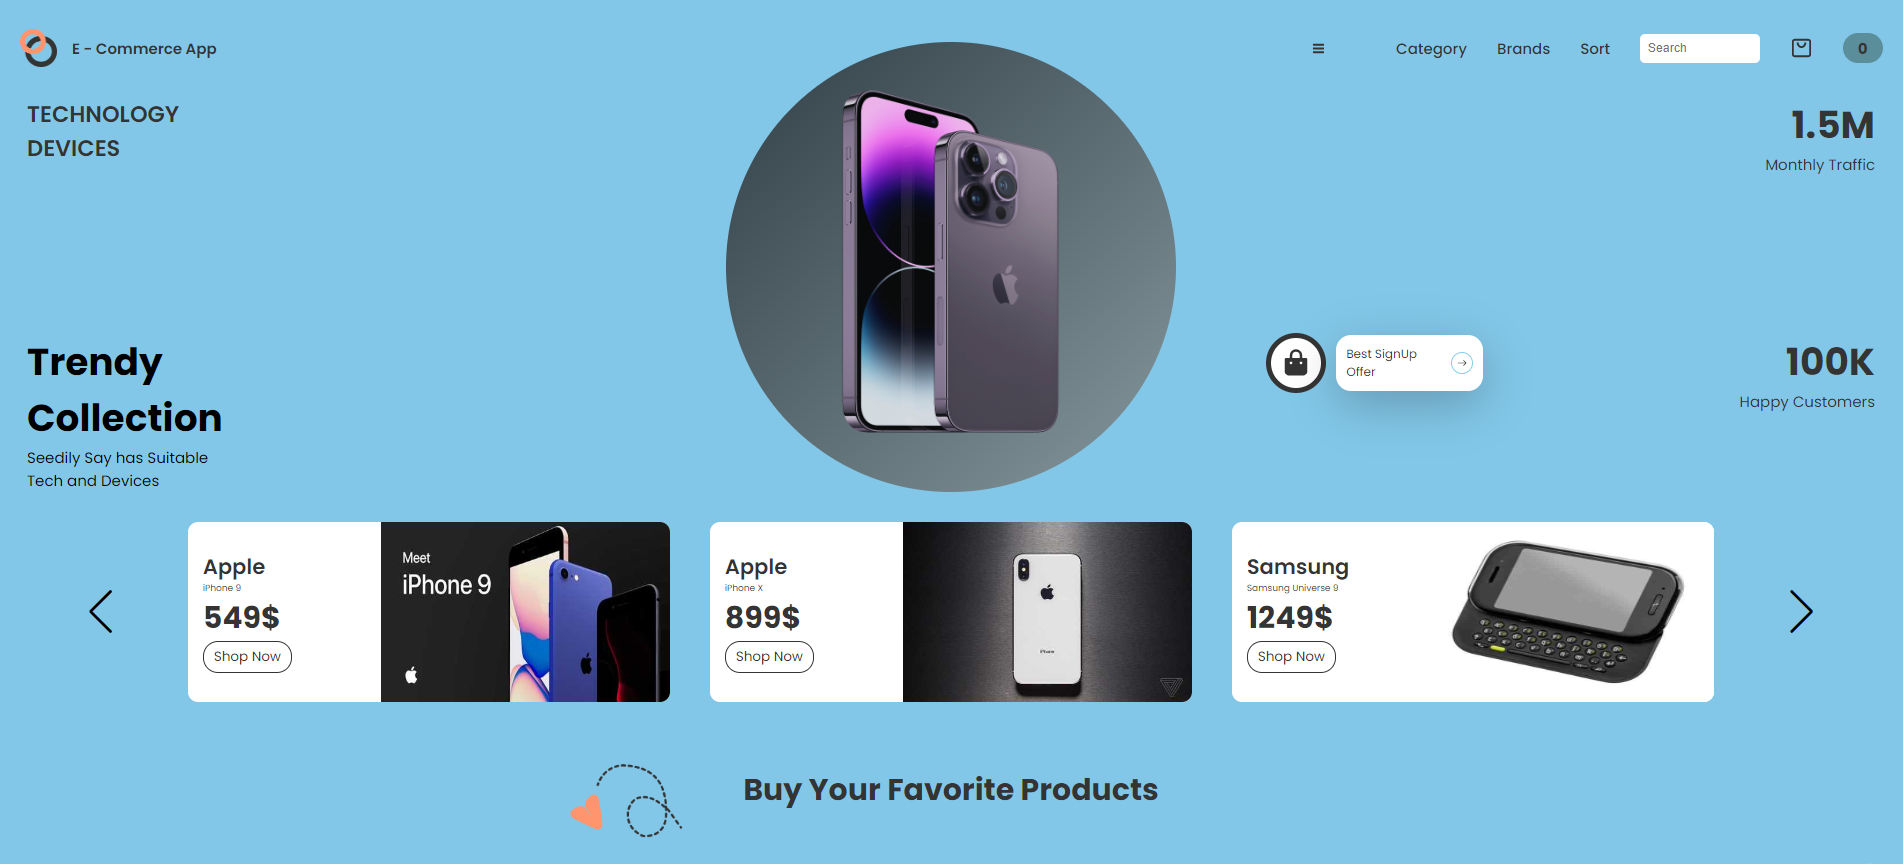 E - Commerce App
Category
Brands
Sort
Search
0
TECHNOLOGY
DEVICES
1.5M
Monthly Traffic
Trendy
Collection
Seedily Say has Suitable
Tech and Devices
Best SignUp
Offer
100K
Happy Customers
Apple
iPhone 9
549$
Shop Now
Meet
iPhone 9
Apple
iPhone X
899$
Shop Now
iPhone
Samsung
Samsung Universe 9
1249$
Shop Now
Buy Your Favorite Products